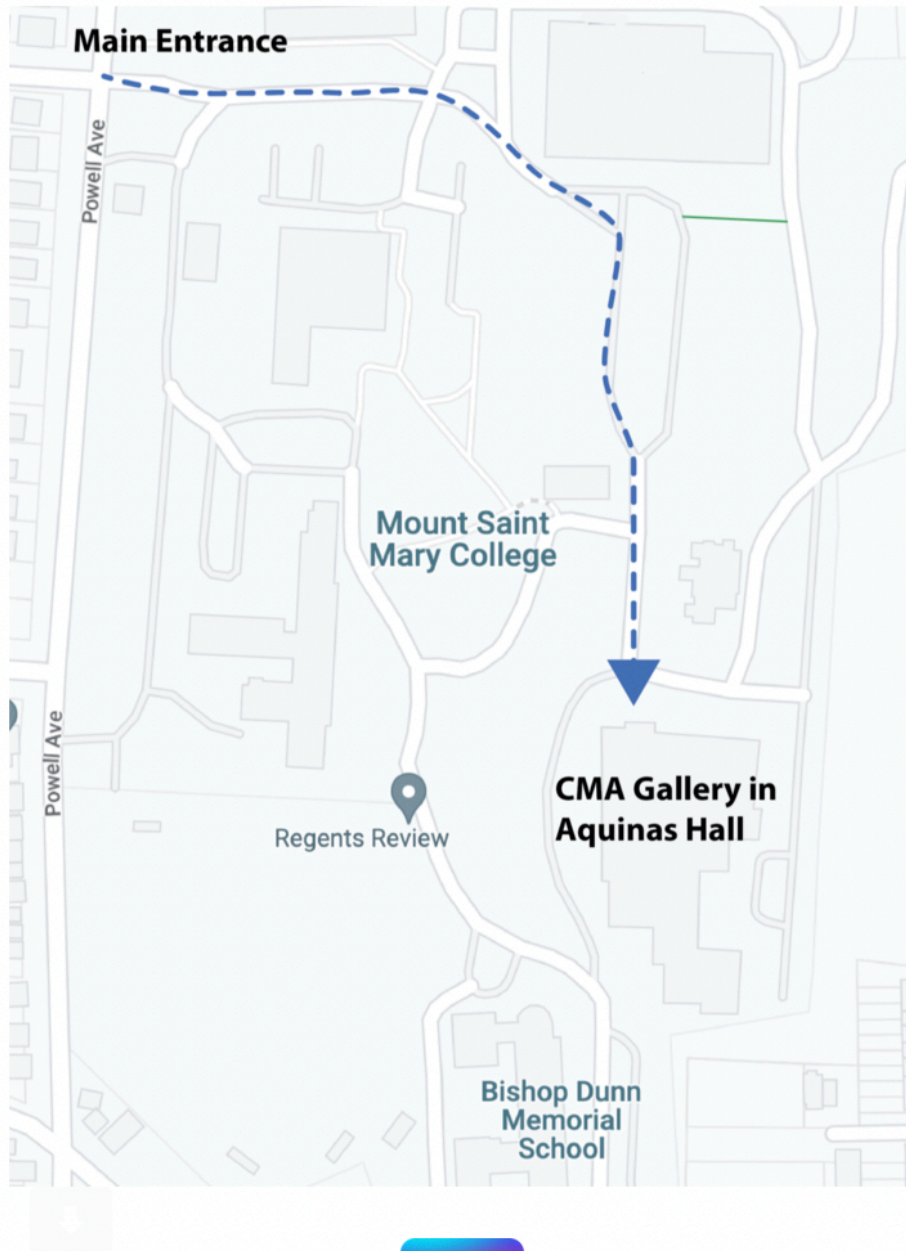 Main Entrance
Powell Ave
Mount Saint
Mary College
Powell Ave
CMA Gallery in
Aquinas Hall
Regents Review
Bishop Dunn
Memorial
School